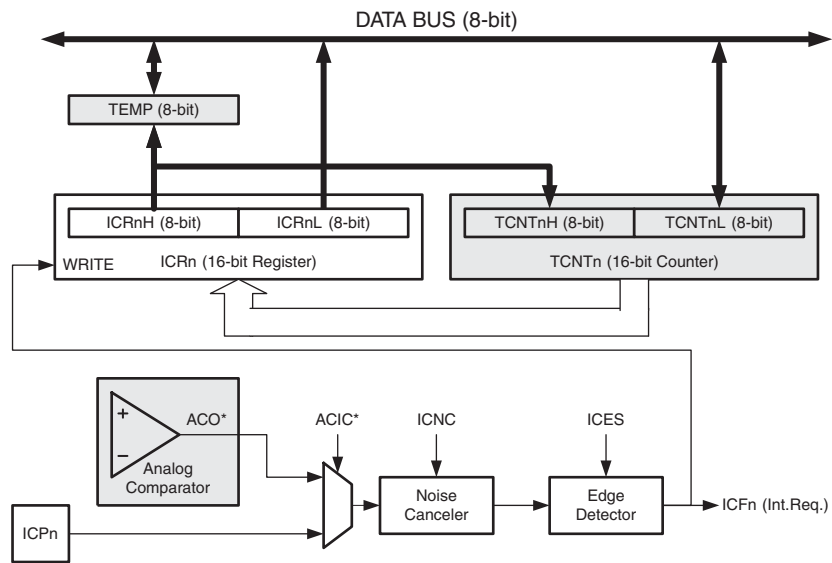 DATA BUS (8-bit)
TEMP (8-bit)
ICRnH (8-bit)
ICRnL (8-bit)
TCNTnH (8-bit)
TCNTnL (8-bit)
WRITE
ICRn (16-bit Register)
TCNTn (16-bit Counter)
+
ACO*
ACIC*
ICNC
ICES
−
Analog
Comparator
Noise
Canceler
Edge
Detector
ICFn (Int.Req.)
ICPn